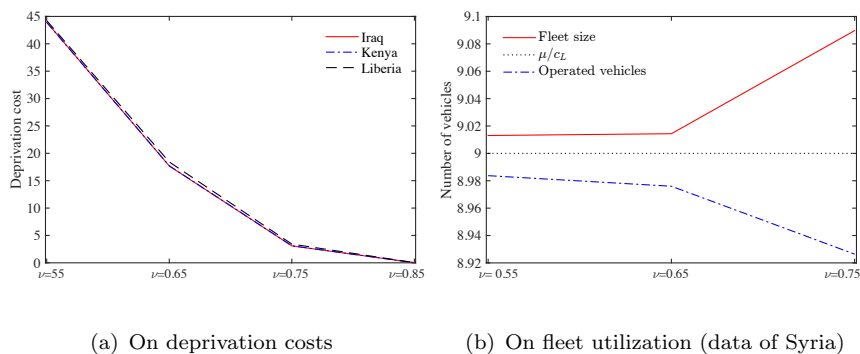 45
40
35
30
25
20
15
10
5
0
Deprivation cost
Iraq
Kenya
Liberia
ν=55
ν=0.65
ν=0.75
ν=0.85
9.1
9.08
9.06
9.04
9.02
9
8.98
8.96
8.94
8.92
Number of vehicles
Fleet size
μ/c_L
Operated vehicles
ν= 0.55
ν=0.65
ν=0.75
(a) On deprivation costs
(b) On fleet utilization (data of Syria)